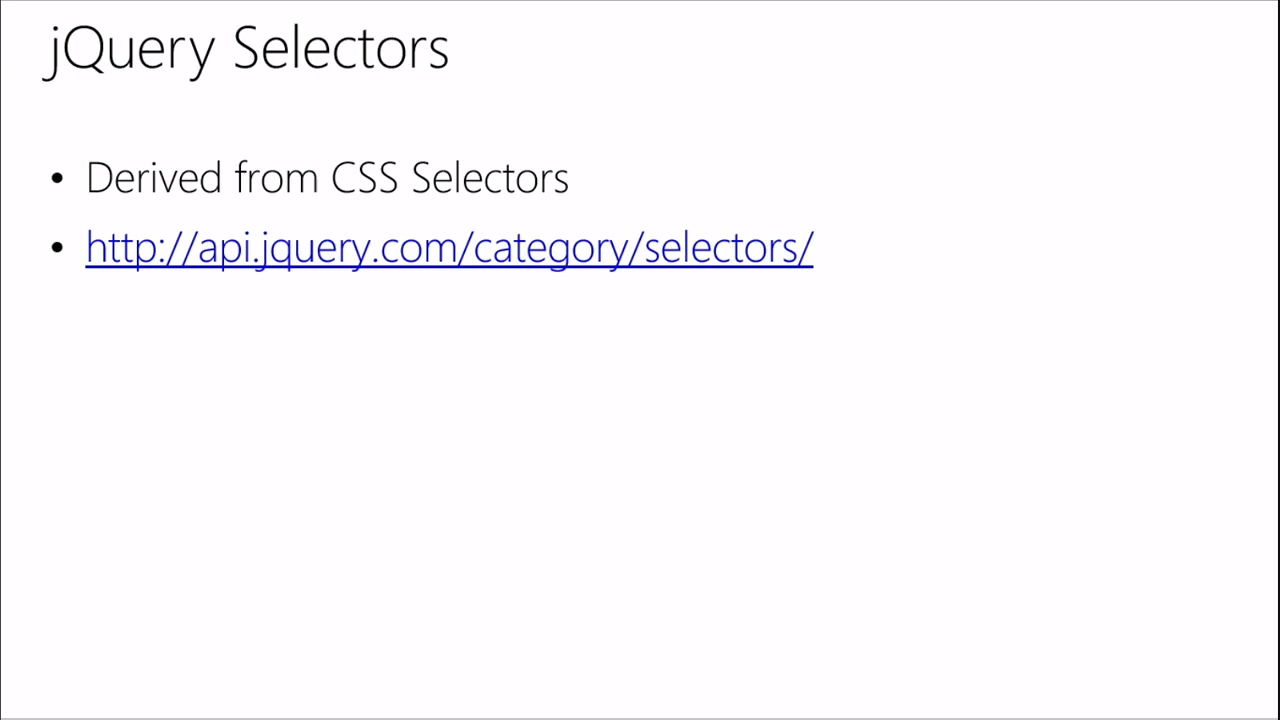 jQuery Selectors
• Derived from CSS Selectors
• http://api.jquery.com/category/selectors/